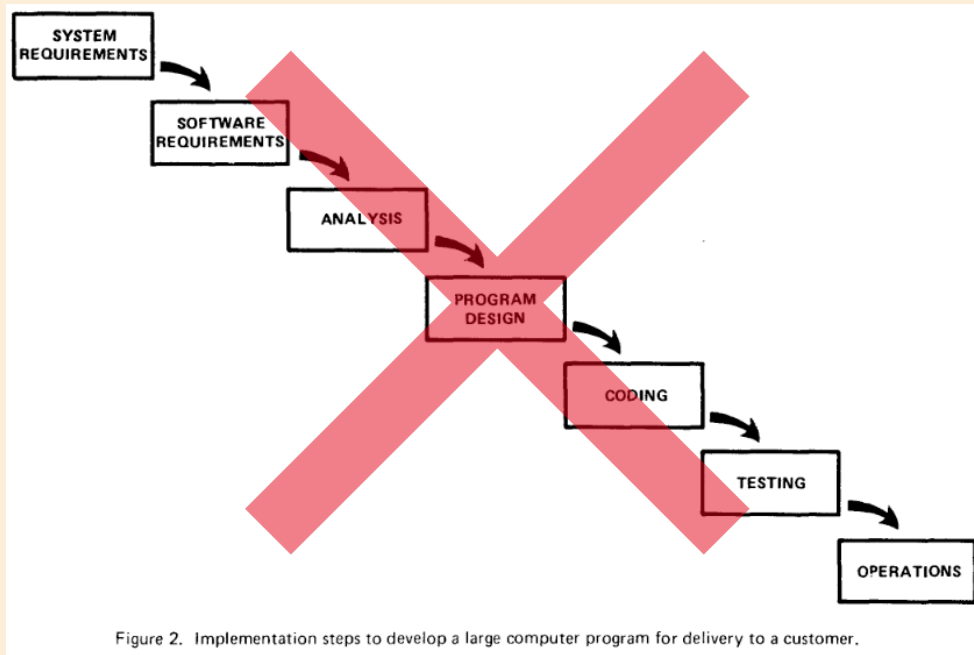 SYSTEM
REQUIREMENTS
SOFTWARE
REQUIREMENTS
ANALYSIS
PROGRAM
DESIGN
CODING
TESTING
OPERATIONS
Figure 2. Implementation steps to develop a large computer program for delivery to a customer.